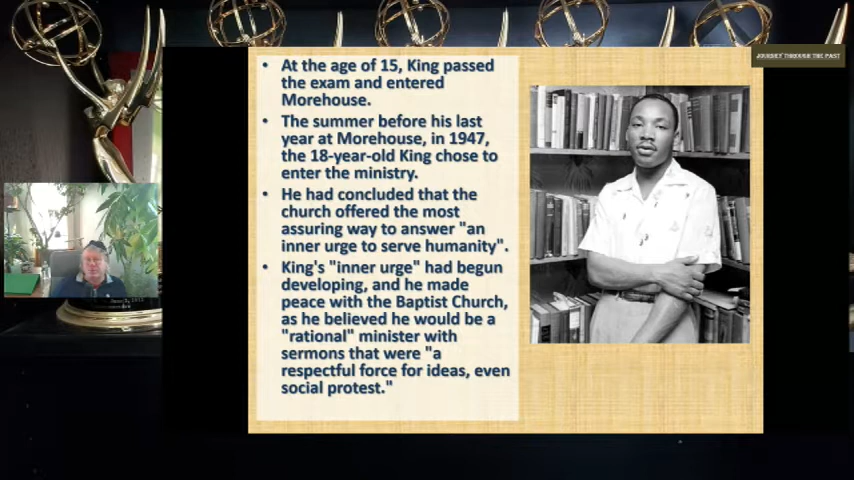 JOURNEY THROUGH THE PAST
• At the age of 15, King passed
the exam and entered
Morehouse.
• The summer before his last
year at Morehouse, in 1947,
the 18-year-old King chose to
enter the ministry.
• He had concluded that the
church offered the most
assuring way to answer "an
inner urge to serve humanity".
• King's "inner urge" had begun
developing, and he made
peace with the Baptist Church,
as he believed he would be a
"rational" minister with
sermons that were "a
respectful force for ideas, even
social protest."